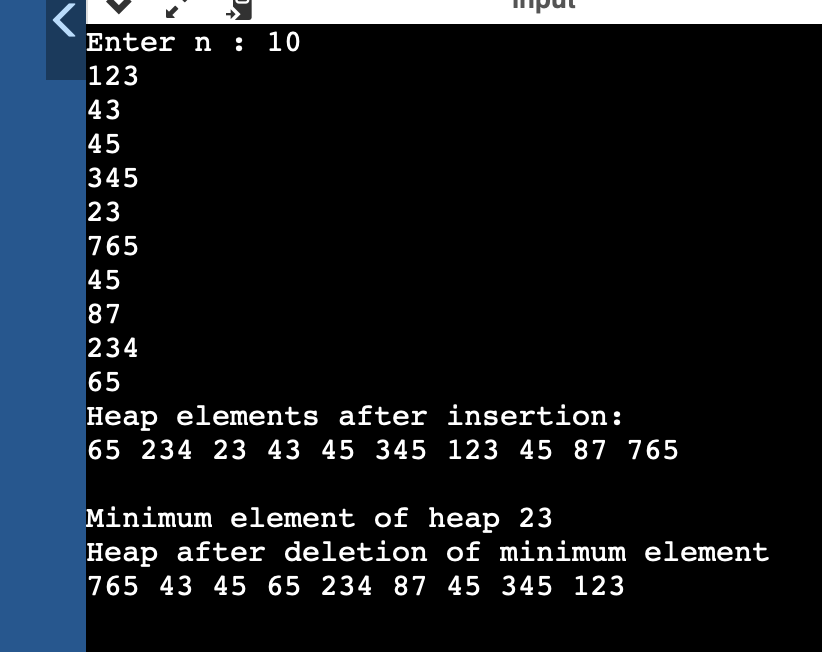 input
Enter n : 10
123
43
45
345
23
765
45
87
234
65
Heap elements after insertion:
65 234 23 43 45 345 123 45 87 765
Minimum element of heap 23
Heap after deletion of minimum element
765 43 45 65 234 87 45 345 123